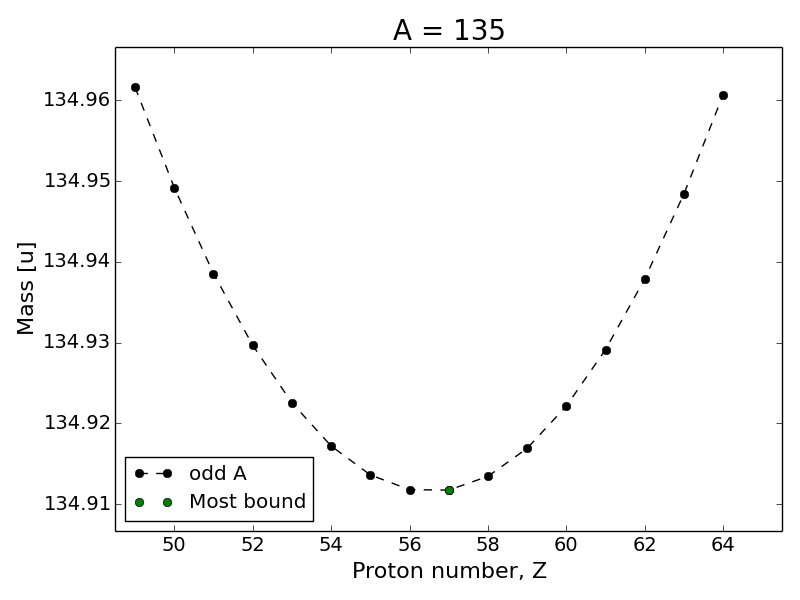 A = 135
Mass [u]
134.96
134.95
134.94
134.93
134.92
134.91
odd A
Most bound
50 52 54 56 58 60 62 64
Proton number, Z